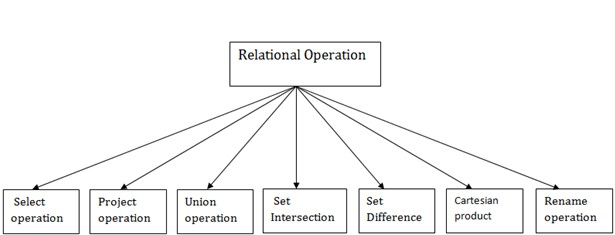 Relational Operation
Select
operation
Project
operation
Union
operation
Set
Intersection
Set
Difference
Cartesian
product
Rename
operation